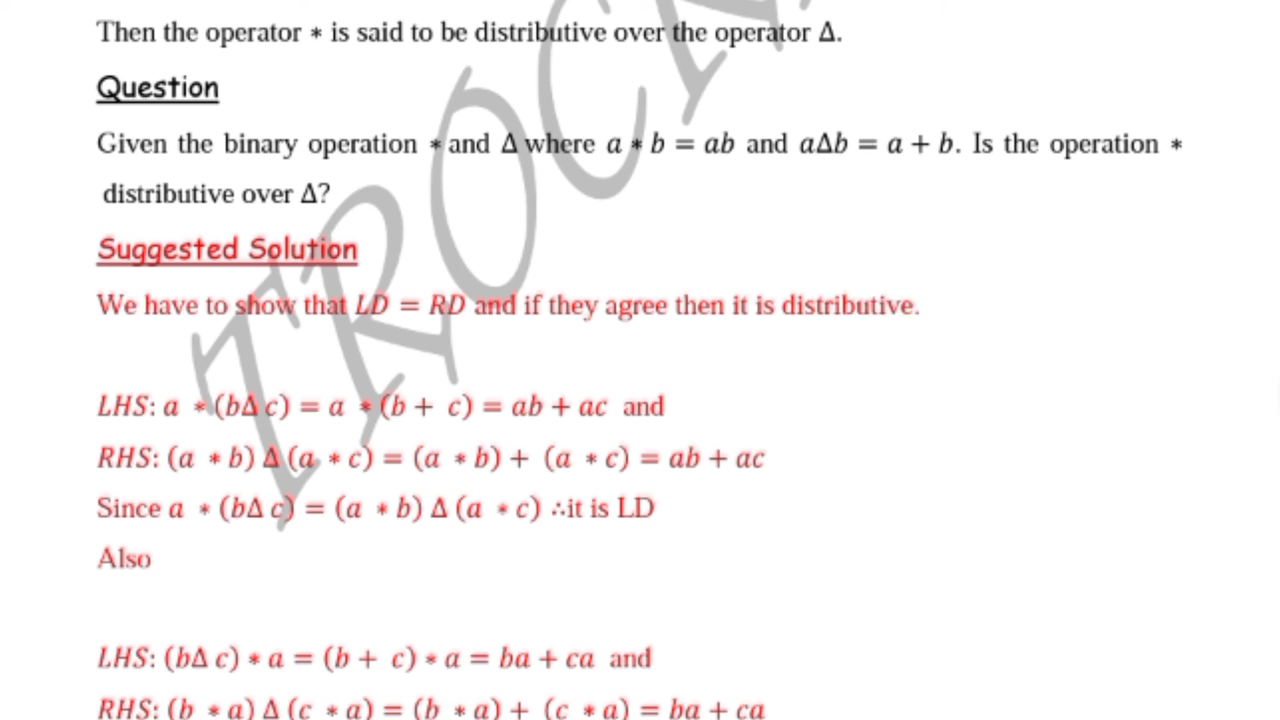 Then the operator ∗ is said to be distributive over the operator Δ.
Question
Given the binary operation ∗ and Δ where a ∗ b = ab and aΔb = a + b. Is the operation ∗
distributive over Δ?
Suggested Solution
We have to show that LD = RD and if they agree then it is distributive.
LHS: a ∗ (bΔ c) = a ∗ (b + c) = ab + ac and
RHS: (a ∗ b) Δ (a ∗ c) = (a ∗ b) + (a ∗ c) = ab + ac
Since a ∗ (bΔ c) = (a ∗ b) Δ (a ∗ c) ∴it is LD
Also
LHS: (bΔ c) ∗ a = (b + c) ∗ a = ba + ca and
RHS: (b ∗ a) Δ (c ∗ a) = (b ∗ a) + (c ∗ a) = ba + ca